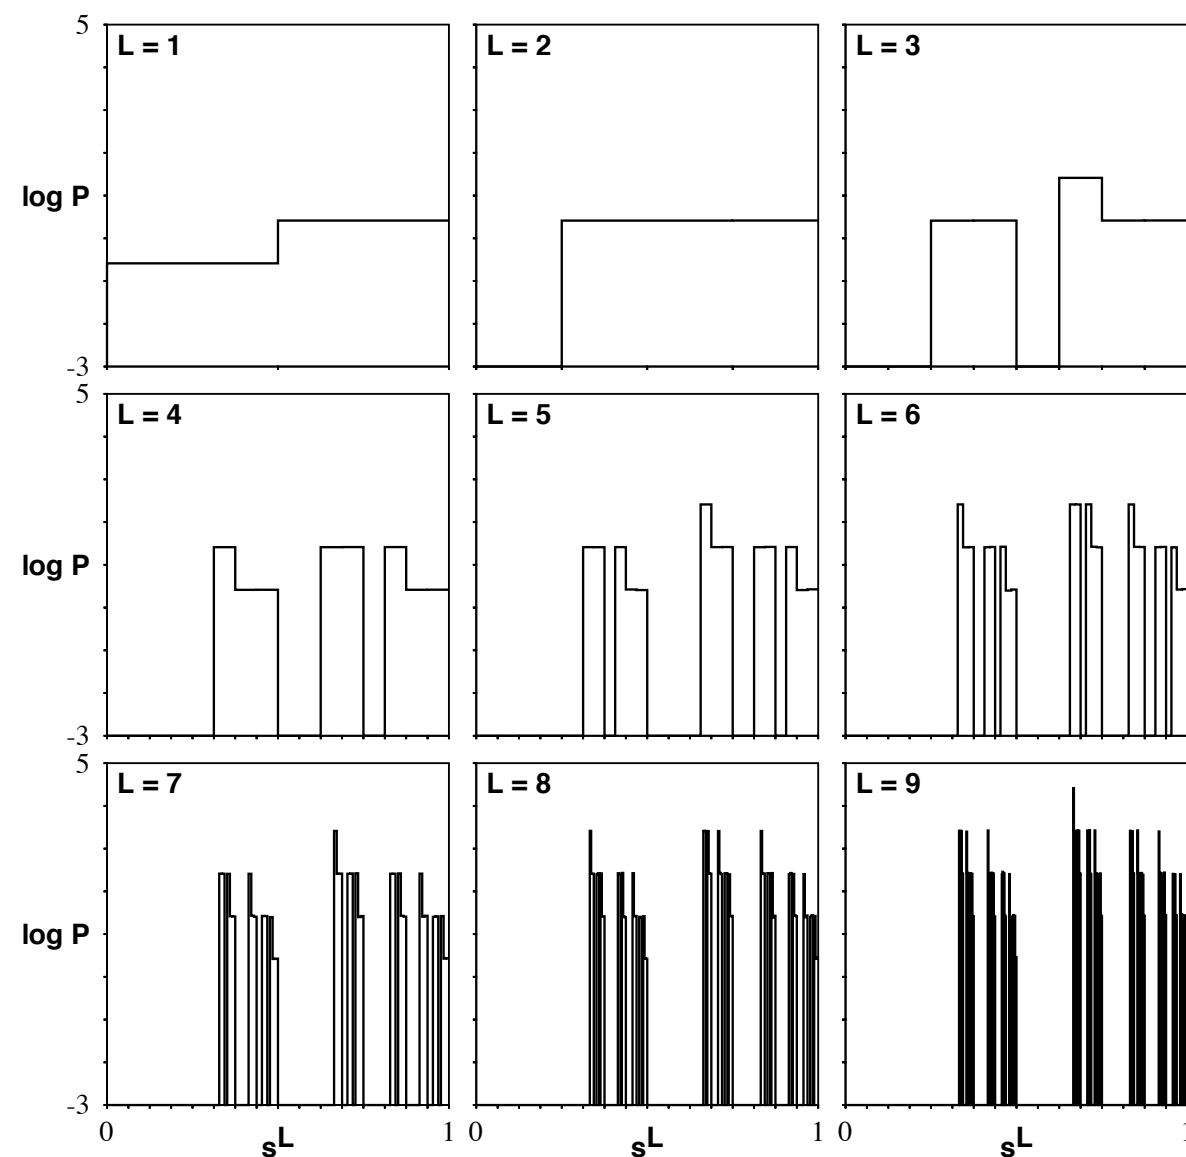 5
L = 1 L = 2 L = 3
log P
-3
5
L = 4 L = 5 L = 6
log P
-3
5
L = 7 L = 8 L = 9
log P
-3
0 1 0 1
sL sL sL